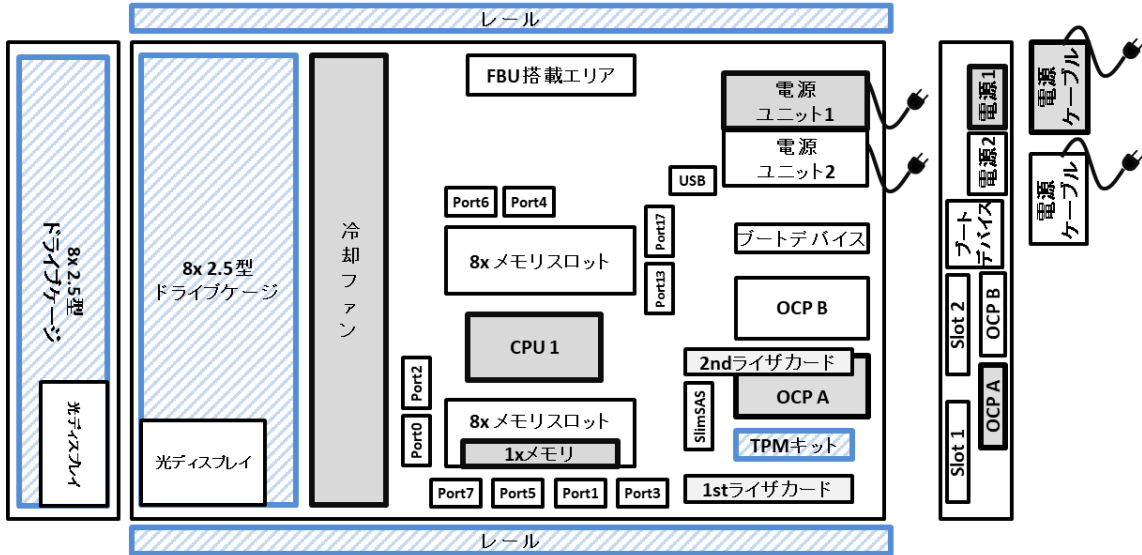 レール
8x 2.5型
ドライブケージ
光ディスプレイ
8x 2.5型
ドライブケージ
光ディスプレイ
冷却ファン
FBU搭載エリア
電源
ユニット1
電源
ユニット2
USB
Port6
Port4
Port17
Port13
8xメモリスロット
ブートデバイス
OCP B
CPU 1
2ndライザカード
OCP A
Port2
Port0
SlimSAS
8xメモリスロット
1xメモリ
TPMキット
Port7
Port5
Port1
Port3
1stライザカード
レール
電源1
電源2
ブート
デバイス
Slot 2
OCP B
OCP A
Slot 1
電源
ケーブル
電源
ケーブル